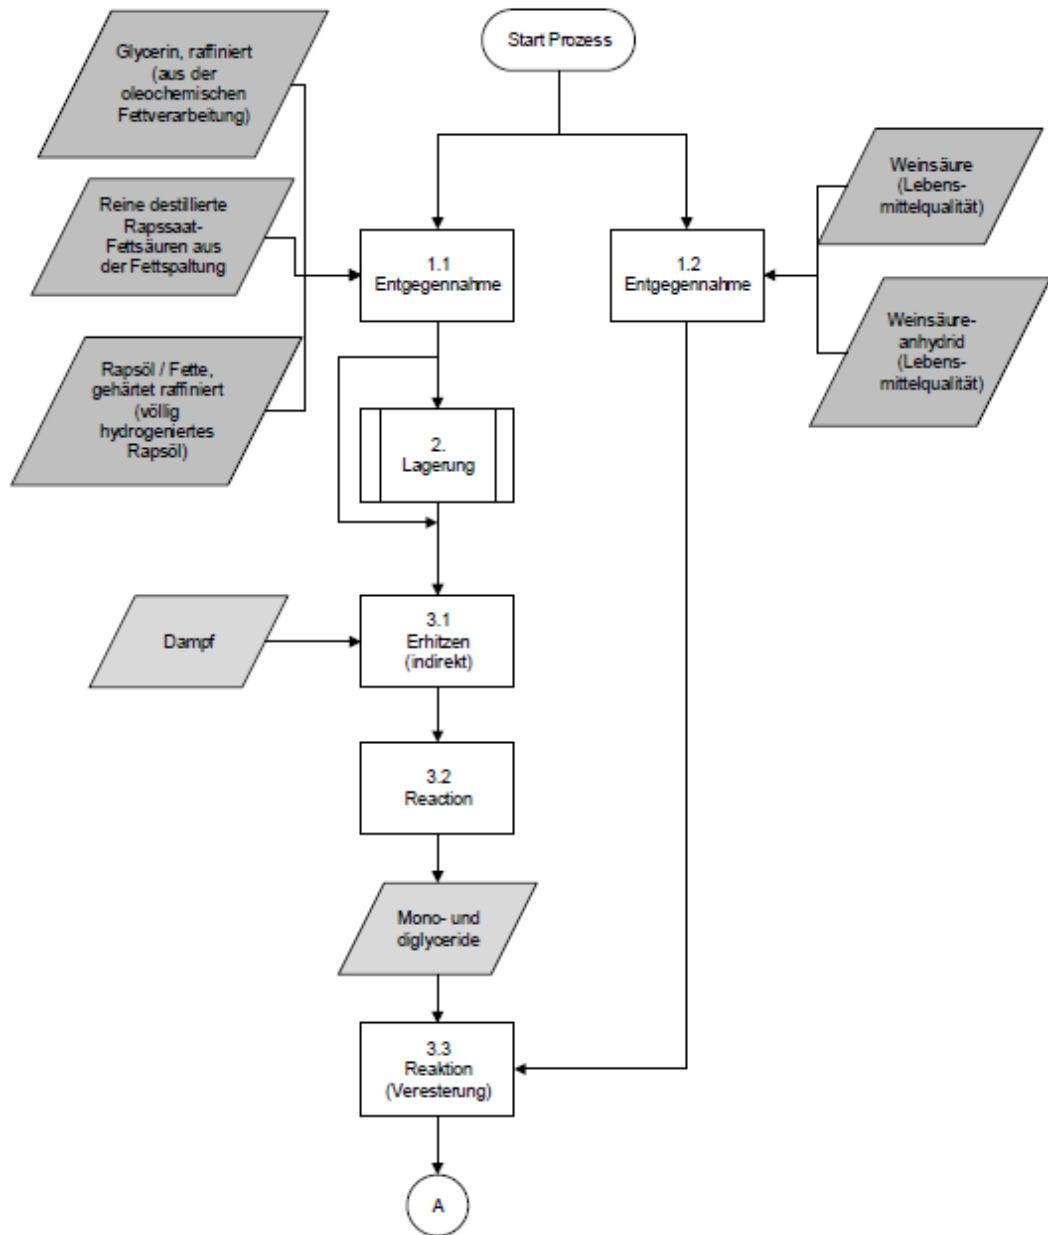 Start Prozess
Glycerin, raffiniert
(aus der
oleochemischen
Fettverarbeitung)
Weinsäure
(Lebens-
mittelqualität)
Reine destillierte
Rapssaat-
Fettsäuren aus
der Fettspaltung
1.1
Entgegennahme
1.2
Entgegennahme
Weinsäure-
anhydrid
(Lebens-
mittelqualität)
Rapsöl / Fette,
gehärtet raffiniert
(völlig
hydrogeniertes
Rapsöl)
2.
Lagerung
Dampf
3.1
Erhitzen
(indirekt)
3.2
Reaction
Mono- und
diglyceride
3.3
Reaktion
(Veresterung)
A